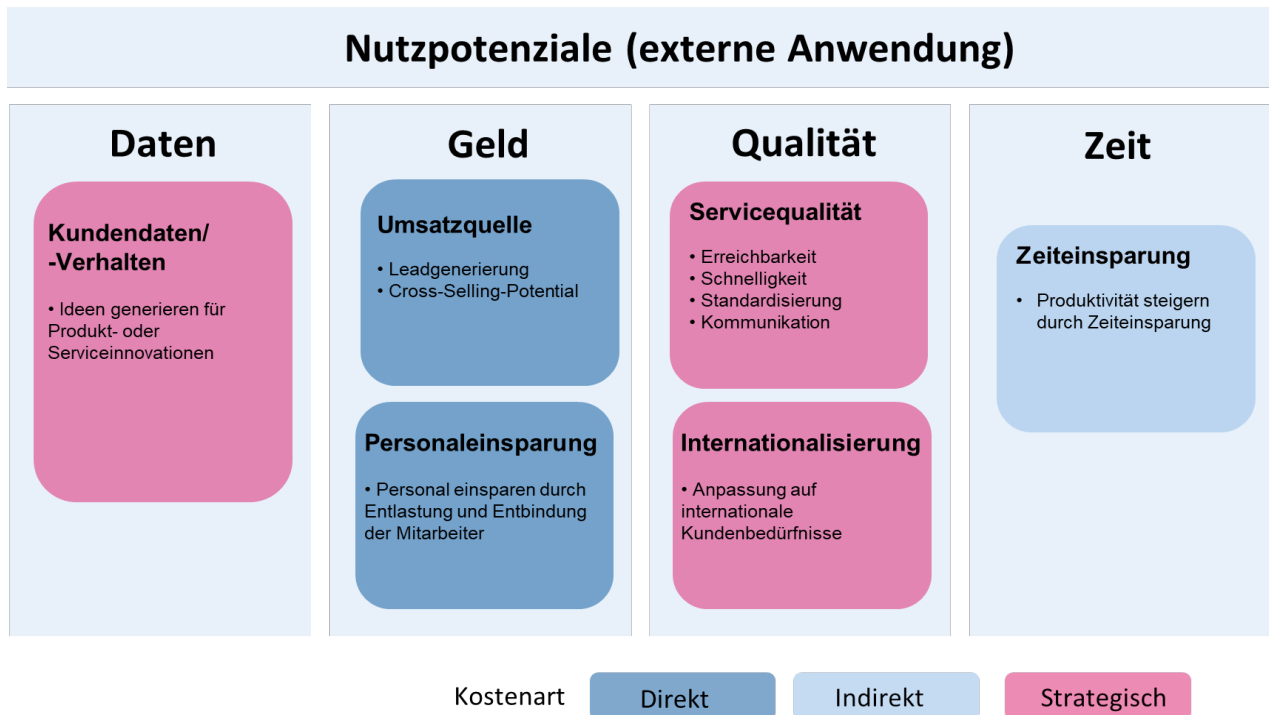 Nutzpotenziale (externe Anwendung)
Daten
Kundendaten/
-Verhalten
• Ideen generieren für
Produkt- oder
Serviceinnovationen
Geld
Umsatzquelle
• Leadgenerierung
• Cross-Selling-Potential
Personaleinsparung
• Personal einsparen durch
Entlastung und Entbindung
der Mitarbeiter
Qualität
Servicequalität
• Erreichbarkeit
• Schnelligkeit
• Standardisierung
• Kommunikation
Internationalisierung
• Anpassung auf
internationale
Kundenbedürfnisse
Zeit
Zeiteinsparung
• Produktivität steigern
durch Zeiteinsparung
Kostenart
Direkt
Indirekt
Strategisch